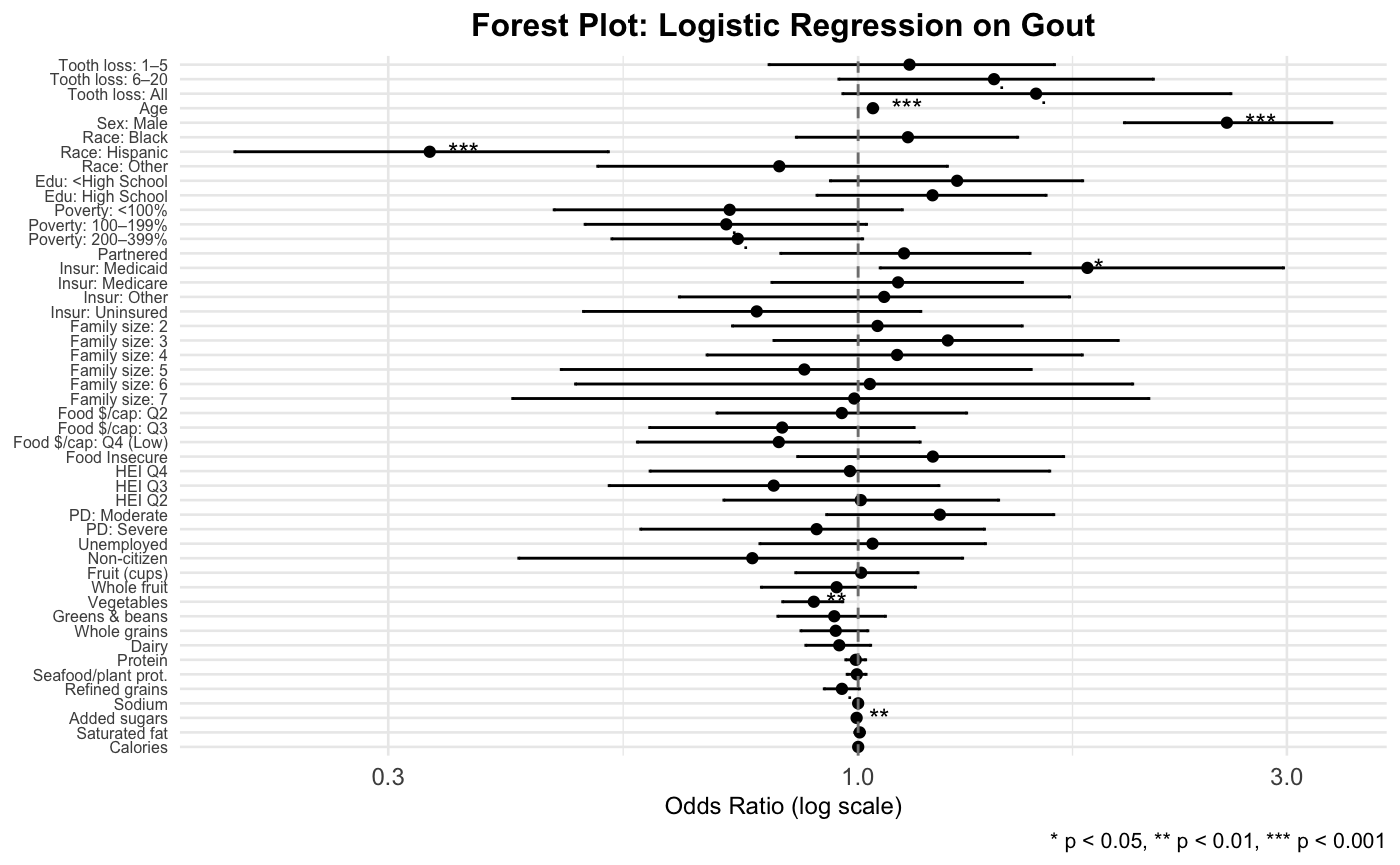 Forest Plot: Logistic Regression on Gout
Tooth loss: 1–5
Tooth loss: 6–20
.
Tooth loss: All
.
Age
***
Sex: Male
***
Race: Black
Race: Hispanic
***
Race: Other
Edu: <High School
Edu: High School
Poverty: <100%
Poverty: 100–199%
.
Poverty: 200–399%
.
Partnered
Insur: Medicaid
*
Insur: Medicare
Insur: Other
Insur: Uninsured
Family size: 2
Family size: 3
Family size: 4
Family size: 5
Family size: 6
Family size: 7
Food $/cap: Q2
Food $/cap: Q3
Food $/cap: Q4 (Low)
Food Insecure
HEI Q4
HEI Q3
HEI Q2
PD: Moderate
PD: Severe
Unemployed
Non-citizen
Fruit (cups)
Whole fruit
Vegetables
**
Greens & beans
Whole grains
Dairy
Protein
Seafood/plant prot.
Refined grains
.
Sodium
Added sugars
**
Saturated fat
Calories
0.3 1.0 3.0
Odds Ratio (log scale)
* p < 0.05, ** p < 0.01, *** p < 0.001